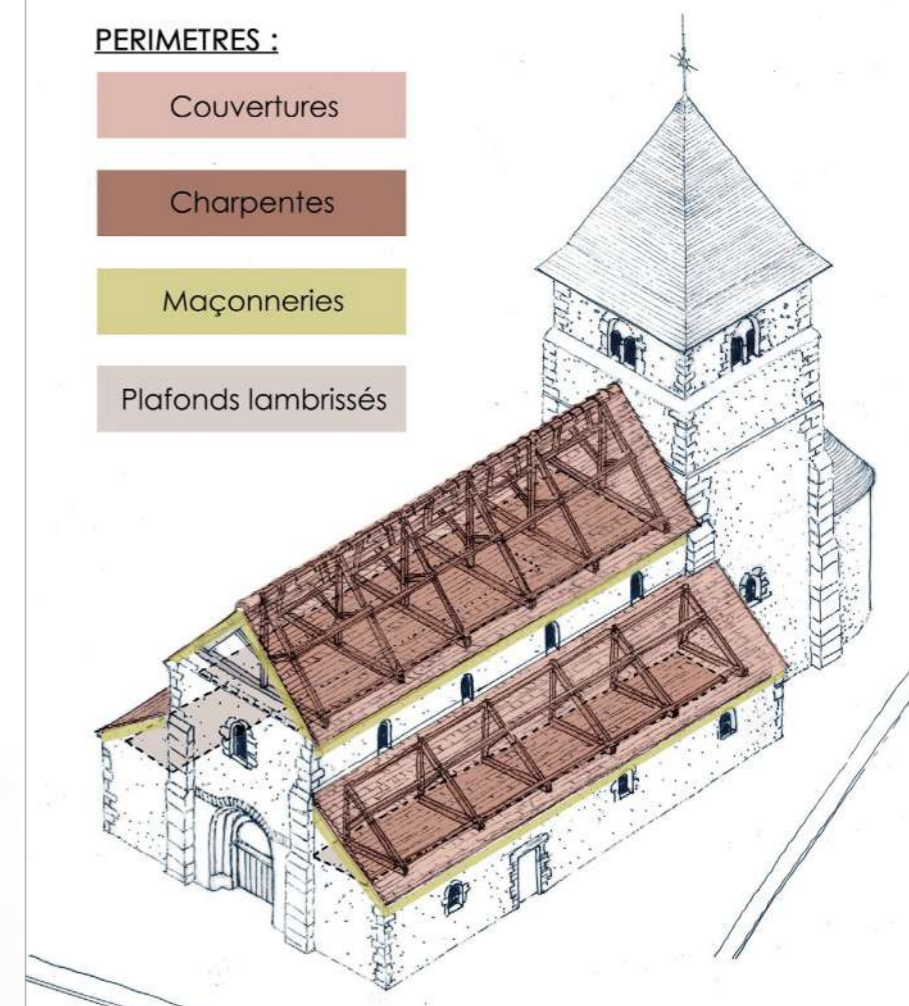 PERIMETRES :
Couvertures
Charpentes
Maçonneries
Plafonds lambrissés